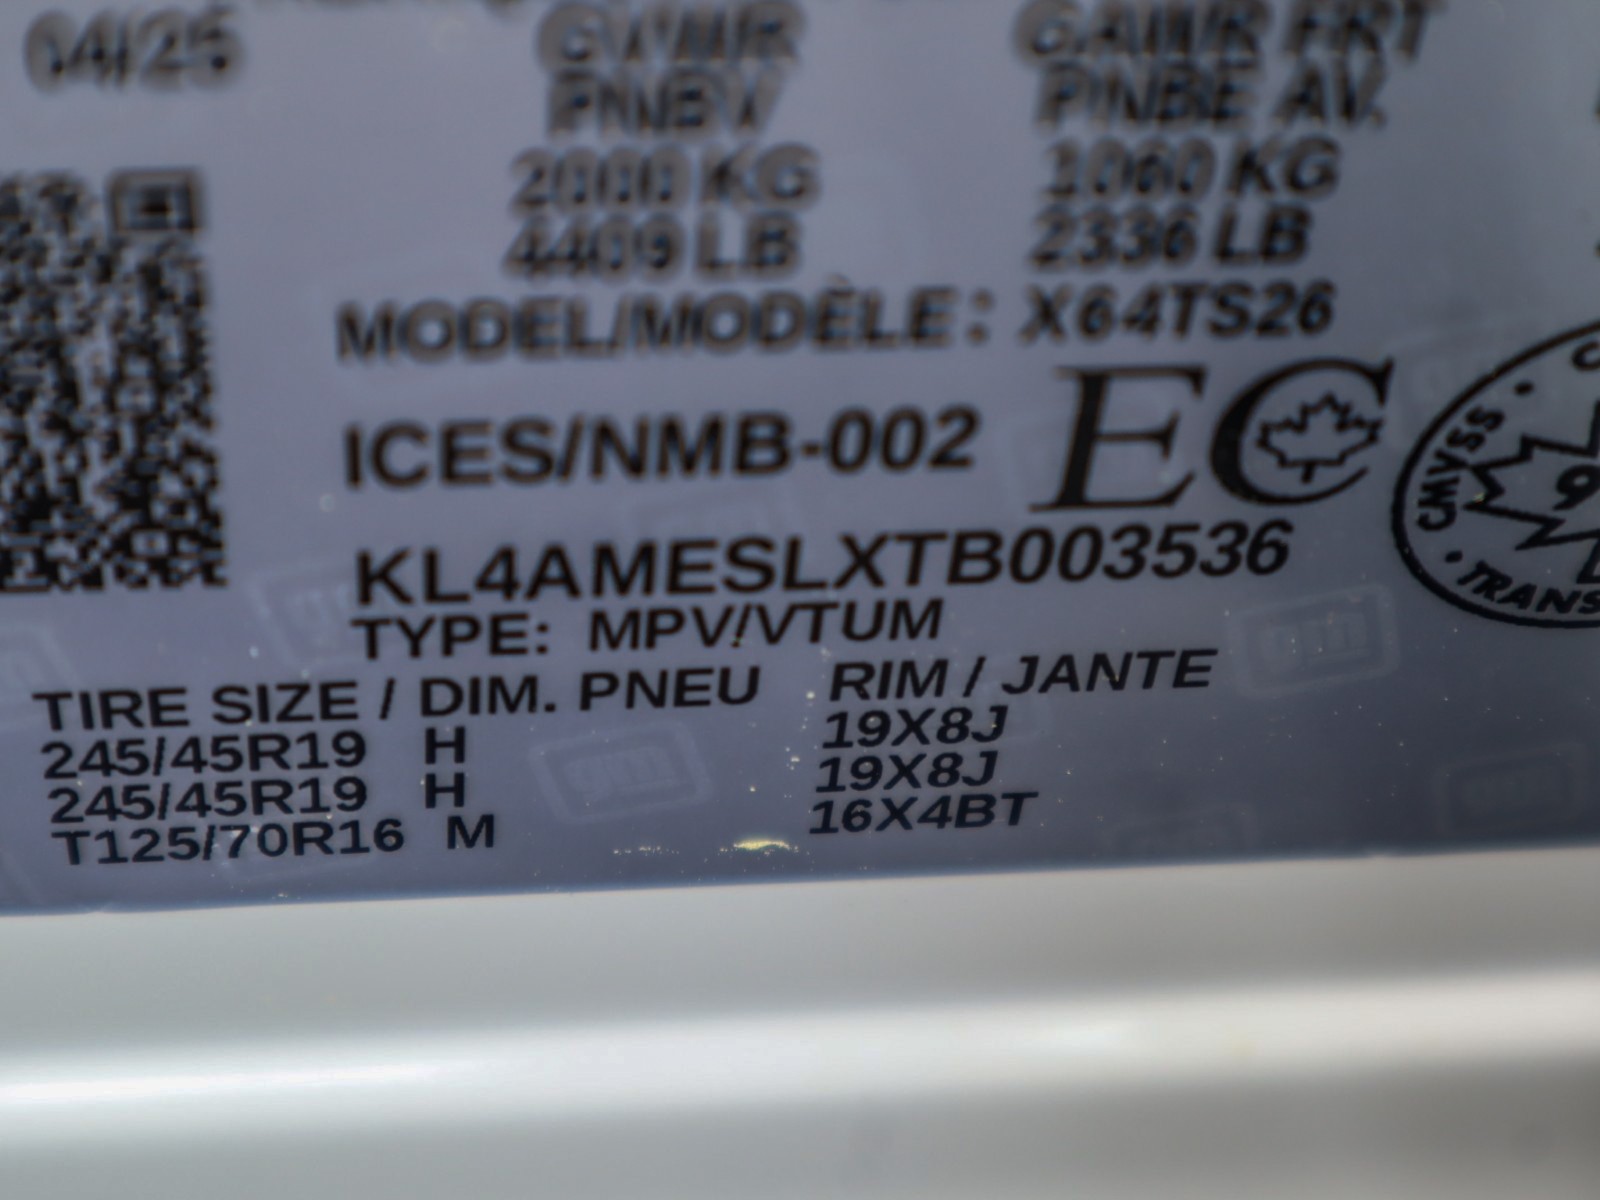 04/25
GVWR
PNBV
2000 KG
4409 LB
GAWR FRT
PNBE AV.
1060 KG
2336 LB
MODEL/MODÈLE: X64TS26
ICES/NMB-002
EC
KL4AMESLXTB003536
TYPE: MPV/VTUM
TIRE SIZE / DIM. PNEU RIM / JANTE
245/45R19 H 19X8J
245/45R19 H 19X8J
T125/70R16 M 16X4BT
CMVSS